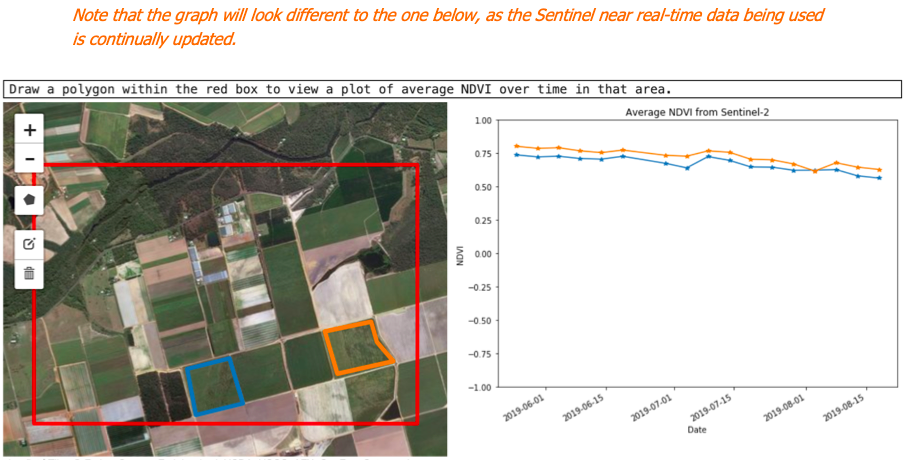 Note that the graph will look different to the one below, as the Sentinel near real-time data being used
is continually updated.
Draw a polygon within the red box to view a plot of average NDVI over time in that area.
+
−
Average NDVI from Sentinel-2
1.00
0.75
0.50
0.25
0.00
−0.25
−0.50
−0.75
−1.00
NDVI
2019-06-01
2019-06-15
2019-07-01
2019-07-15
2019-08-01
2019-08-15
Date